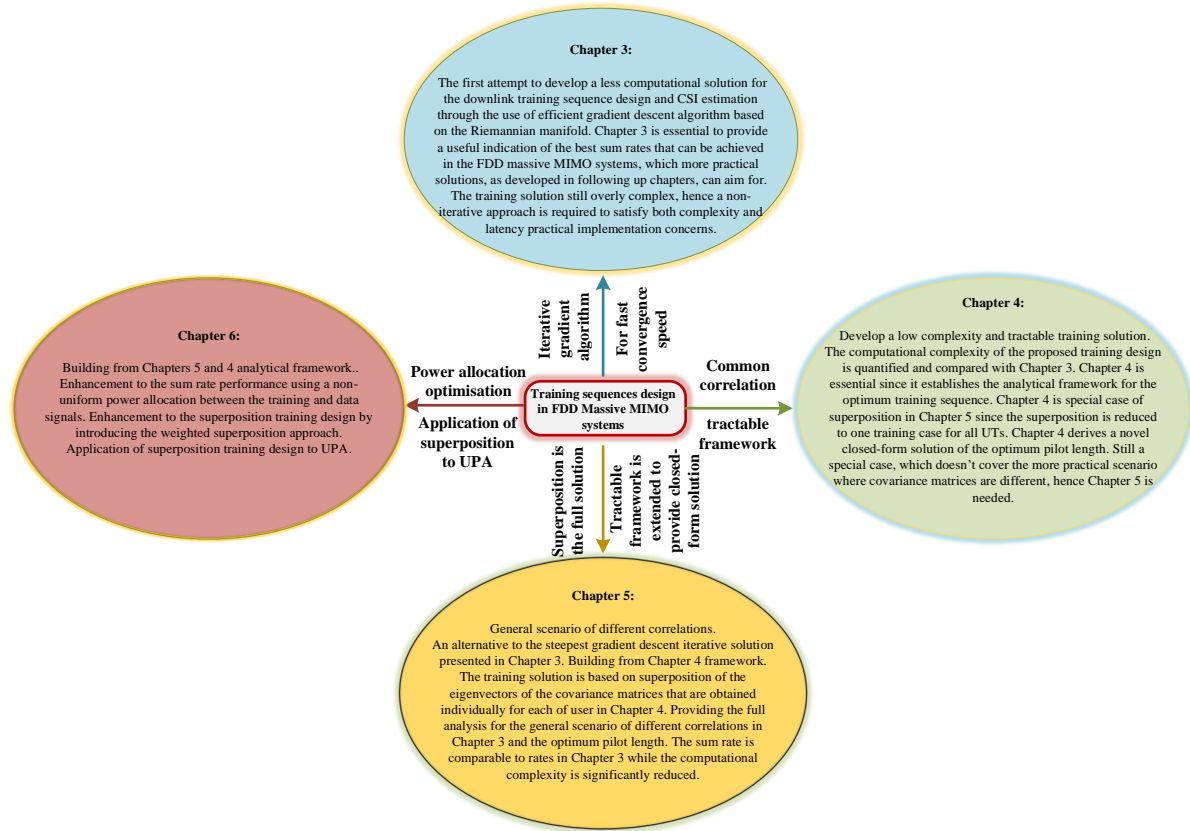 Chapter 3:
The first attempt to develop a less computational solution for
the downlink training sequence design and CSI estimation
through the use of efficient gradient descent algorithm based
on the Riemannian manifold. Chapter 3 is essential to provide
a useful indication of the best sum rates that can be achieved
in the FDD massive MIMO systems, which more practical
solutions, as developed in following up chapters, can aim for.
The training solution still overly complex, hence a non-
iterative approach is required to satisfy both complexity and
latency practical implementation concerns.
Iterative
gradient
algorithm
For fast
convergence
speed
Chapter 6:
Building from Chapters 5 and 4 analytical framework..
Enhancement to the sum rate performance using a non-
uniform power allocation between the training and data
signals. Enhancement to the superposition training design by
introducing the weighted superposition approach.
Application of superposition training design to UPA.
Power allocation
optimisation
Application of
superposition
to UPA
Training sequences design
in FDD Massive MIMO
systems
Common
correlation
tractable
framework
Chapter 4:
Develop a low complexity and tractable training solution.
The computational complexity of the proposed training design
is quantified and compared with Chapter 3. Chapter 4 is
essential since it establishes the analytical framework for the
optimum training sequence. Chapter 4 is special case of
superposition in Chapter 5 since the superposition is reduced
to one training case for all UTs. Chapter 4 derives a novel
closed-form solution of the optimum pilot length. Still a
special case, which doesn't cover the more practical scenario
where covariance matrices are different, hence Chapter 5 is
needed.
Superposition is
the full solution
Tractable
framework is
extended to
provide closed-
form solution
Chapter 5:
General scenario of different correlations.
An alternative to the steepest gradient descent iterative solution
presented in Chapter 3. Building from Chapter 4 framework.
The training solution is based on superposition of the
eigenvectors of the covariance matrices that are obtained
individually for each of user in Chapter 4. Providing the full
analysis for the general scenario of different correlations in
Chapter 3 and the optimum pilot length. The sum rate is
comparable to rates in Chapter 3 while the computational
complexity is significantly reduced.